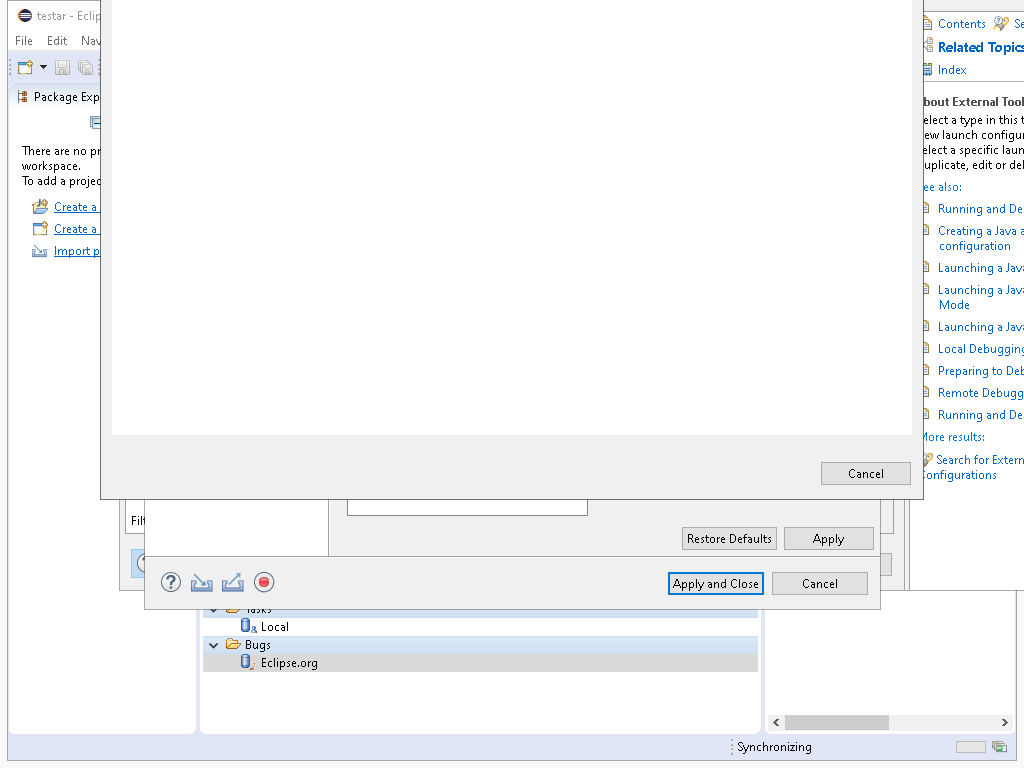 testar - Eclip
File Edit Nav
Package Exp
There are no pr
workspace.
To add a projec
Create a
Create a
Import p
Cancel
Filt
Restore Defaults Apply
Apply and Close Cancel
Tasks
Local
Bugs
Eclipse.org
Contents Se
Related Topics
Index
bout External Tool
elect a type in this t
ew launch configur
elect a specific laun
uplicate, edit or del
ee also:
Running and De
Creating a Java a
configuration
Launching a Java
Launching a Java
Mode
Launching a Java
Local Debugging
Preparing to Deb
Remote Debugg
Running and De
More results:
Search for Extern
Configurations
Synchronizing